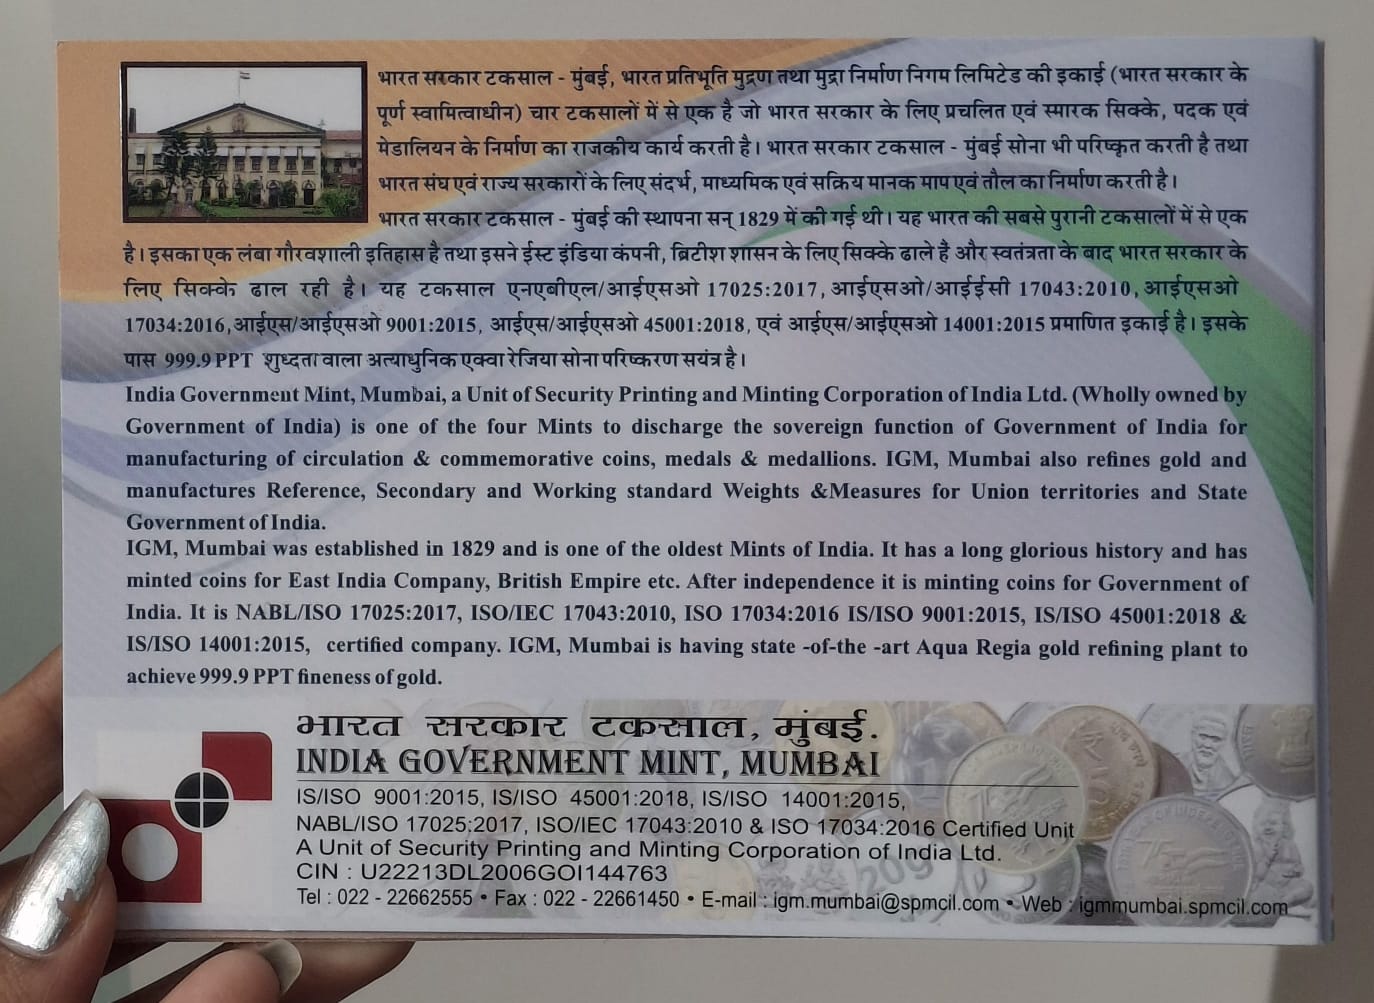 भारत सरकार टकसाल - मुंबई, भारत प्रतिभूति मुद्रण तथा मुद्रा निर्माण निगम लिमिटेड की इकाई (भारत सरकार के
पूर्ण स्वामित्वाधीन) चार टकसालों में से एक है जो भारत सरकार के लिए प्रचलित एवं स्मारक सिक्के, पदक एवं
मेडालियन के निर्माण का राजकीय कार्य करती है। भारत सरकार टकसाल - मुंबई सोना भी परिष्कृत करती है तथा
भारत संघ एवं राज्य सरकारों के लिए संदर्भ, माध्यमिक एवं सक्रिय मानक माप एवं तौल का निर्माण करती है।
भारत सरकार टकसाल - मुंबई की स्थापना सन् 1829 में की गई थी। यह भारत की सबसे पुरानी टकसालों में से एक
है। इसका एक लंबा गौरवशाली इतिहास है तथा इसने ईस्ट इंडिया कंपनी, ब्रिटीश शासन के लिए सिक्के ढाले हैं और स्वतंत्रता के बाद भारत सरकार के
लिए सिक्के ढाल रही है। यह टकसाल एनएबीएल/आईएसओ 17025:2017, आईएसओ/आईईसी 17043:2010, आईएसओ
17034:2016, आईएस/आईएसओ 9001:2015, आईएस/आईएसओ 45001:2018, एवं आईएस/आईएसओ 14001:2015 प्रमाणित इकाई है। इसके
पास 999.9 PPT शुध्दता वाला अत्याधुनिक एक्वा रेजिया सोना परिष्करण सयंत्र है।
India Government Mint, Mumbai, a Unit of Security Printing and Minting Corporation of India Ltd. (Wholly owned by
Government of India) is one of the four Mints to discharge the sovereign function of Government of India for
manufacturing of circulation & commemorative coins, medals & medallions. IGM, Mumbai also refines gold and
manufactures Reference, Secondary and Working standard Weights &Measures for Union territories and State
Government of India.
IGM, Mumbai was established in 1829 and is one of the oldest Mints of India. It has a long glorious history and has
minted coins for East India Company, British Empire etc. After independence it is minting coins for Government of
India. It is NABL/ISO 17025:2017, ISO/IEC 17043:2010, ISO 17034:2016 IS/ISO 9001:2015, IS/ISO 45001:2018 &
IS/ISO 14001:2015, certified company. IGM, Mumbai is having state -of-the -art Aqua Regia gold refining plant to
achieve 999.9 PPT fineness of gold.
भारत सरकार टकसाल, मुंबई.
INDIA GOVERNMENT MINT, MUMBAI
IS/ISO 9001:2015, IS/ISO 45001:2018, IS/ISO 14001:2015,
NABL/ISO 17025:2017, ISO/IEC 17043:2010 & ISO 17034:2016 Certified Unit
A Unit of Security Printing and Minting Corporation of India Ltd.
CIN : U22213DL2006GOI144763
Tel : 022 - 22662555 • Fax : 022 - 22661450 • E-mail : igm.mumbai@spmcil.com • Web : igmmumbai.spmcil.com